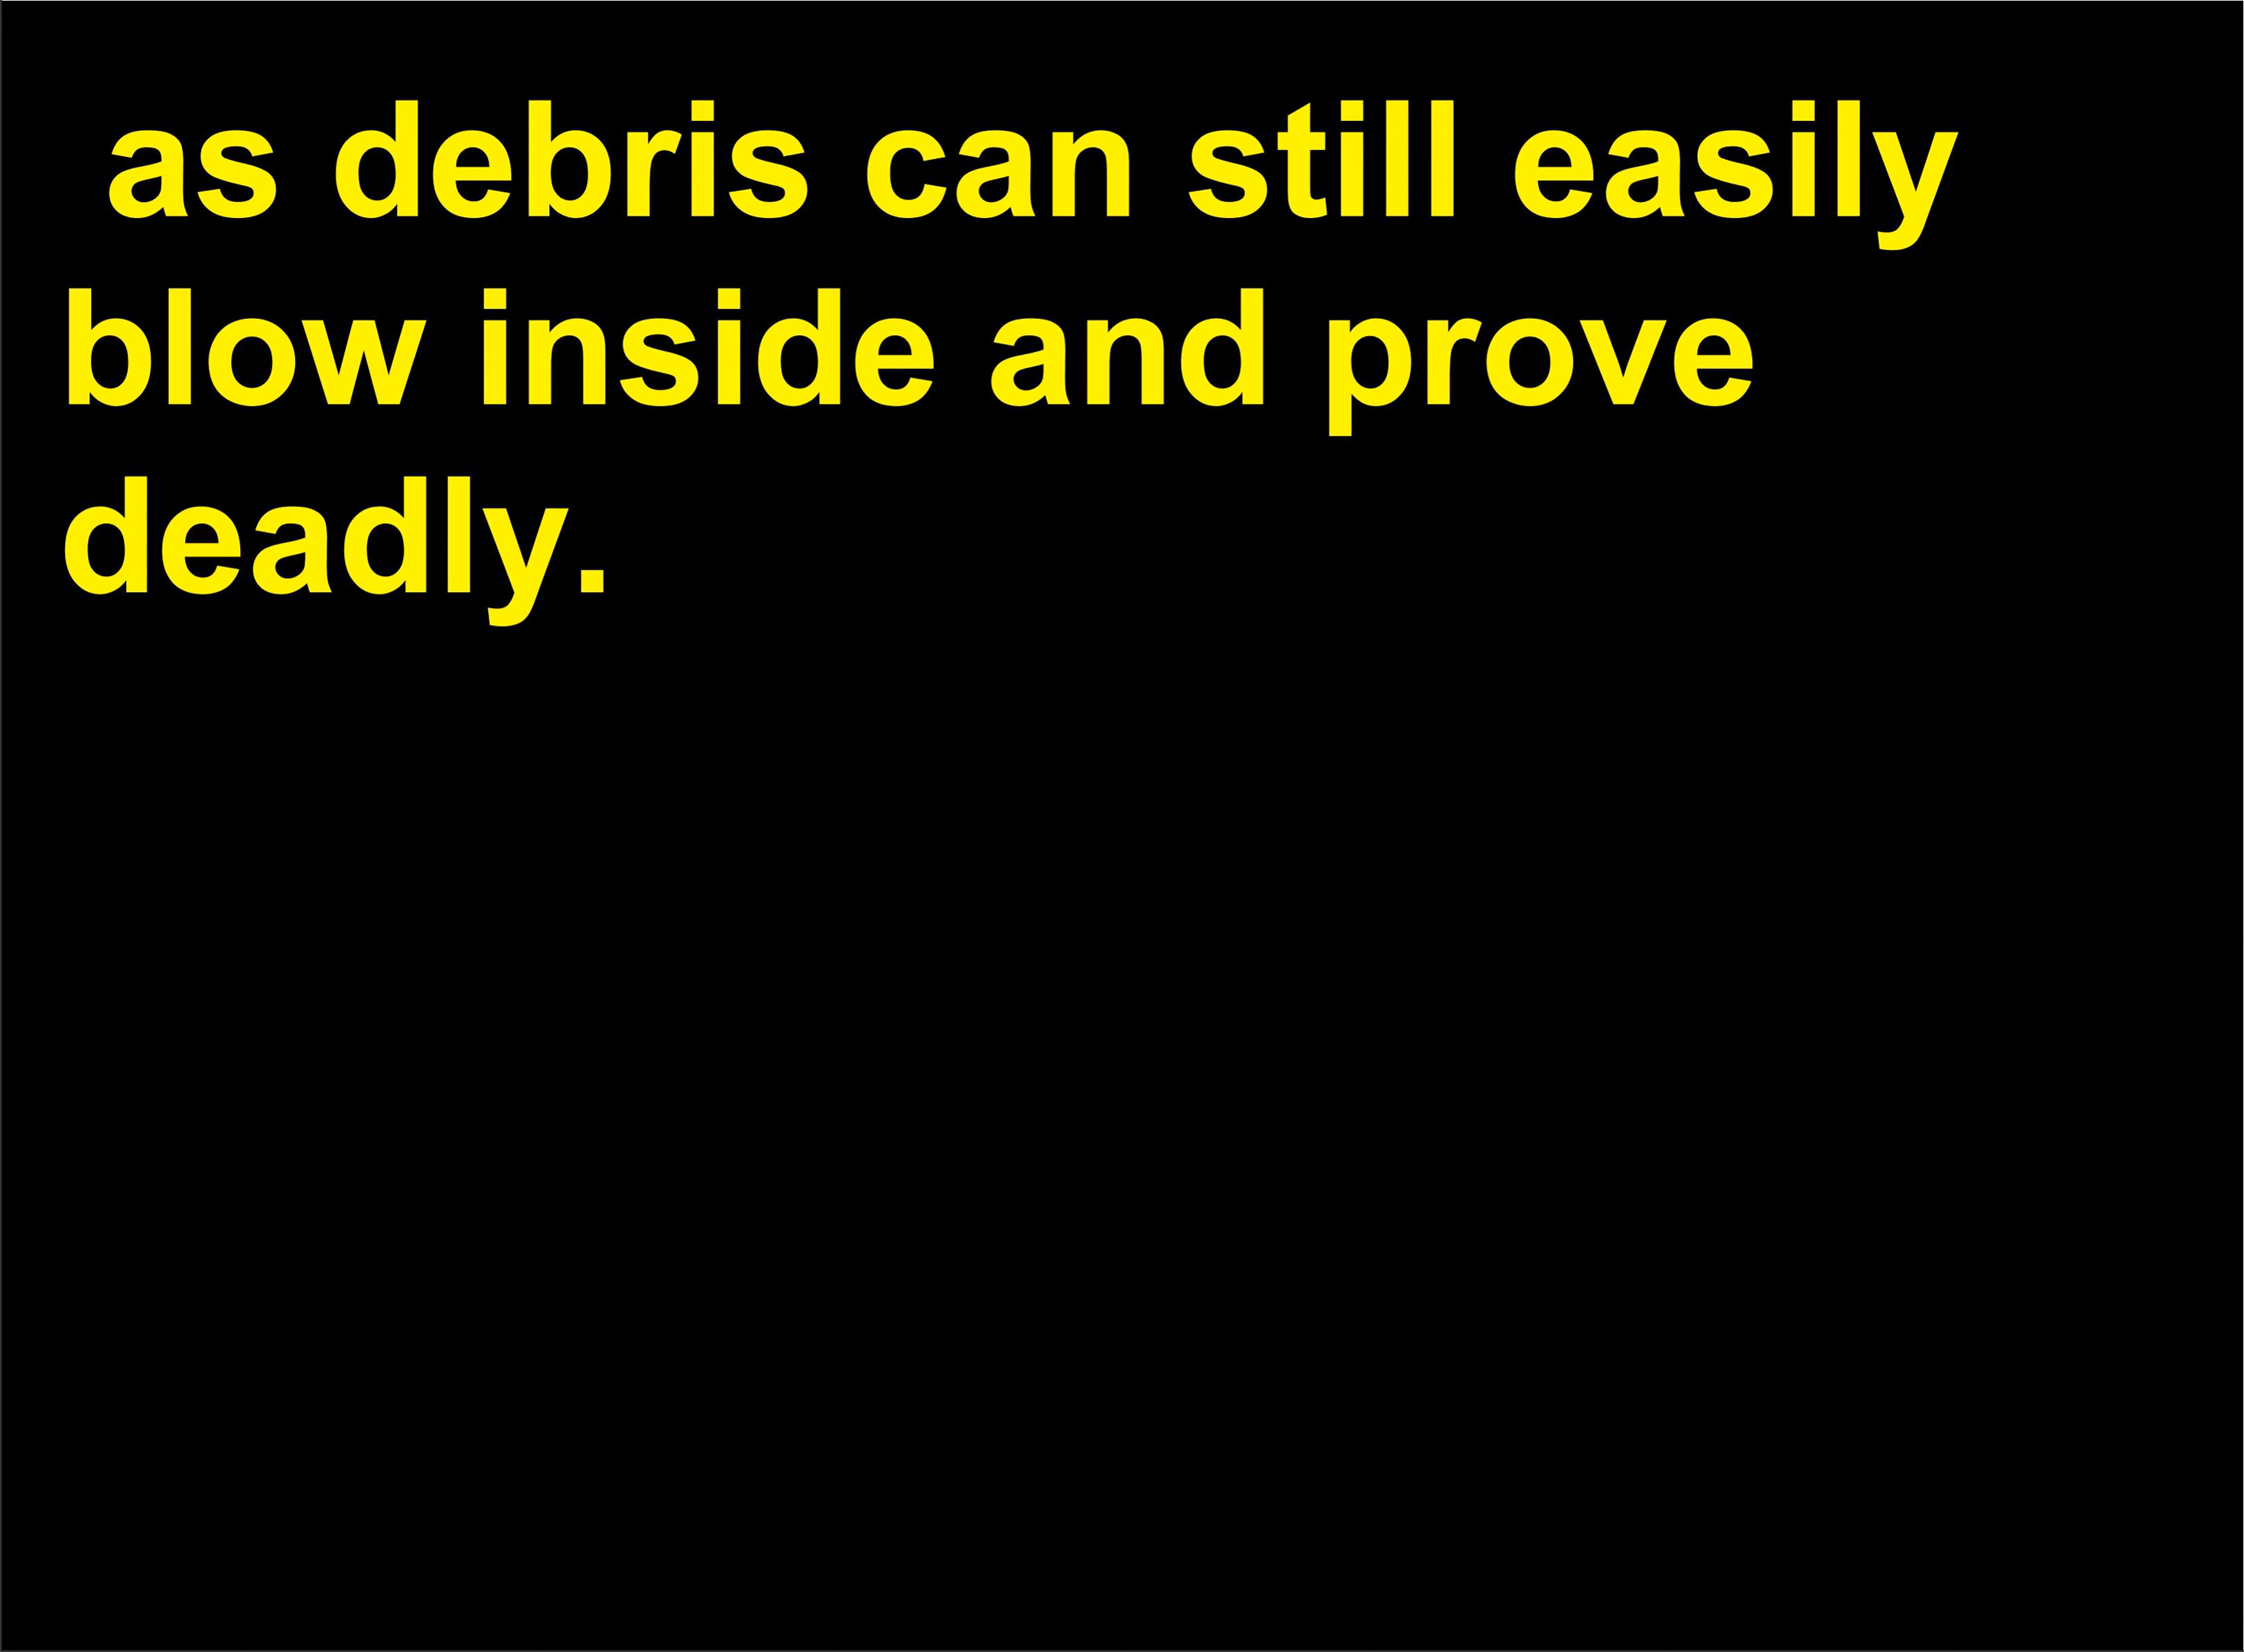 as debris can still easily
blow inside and prove
deadly.